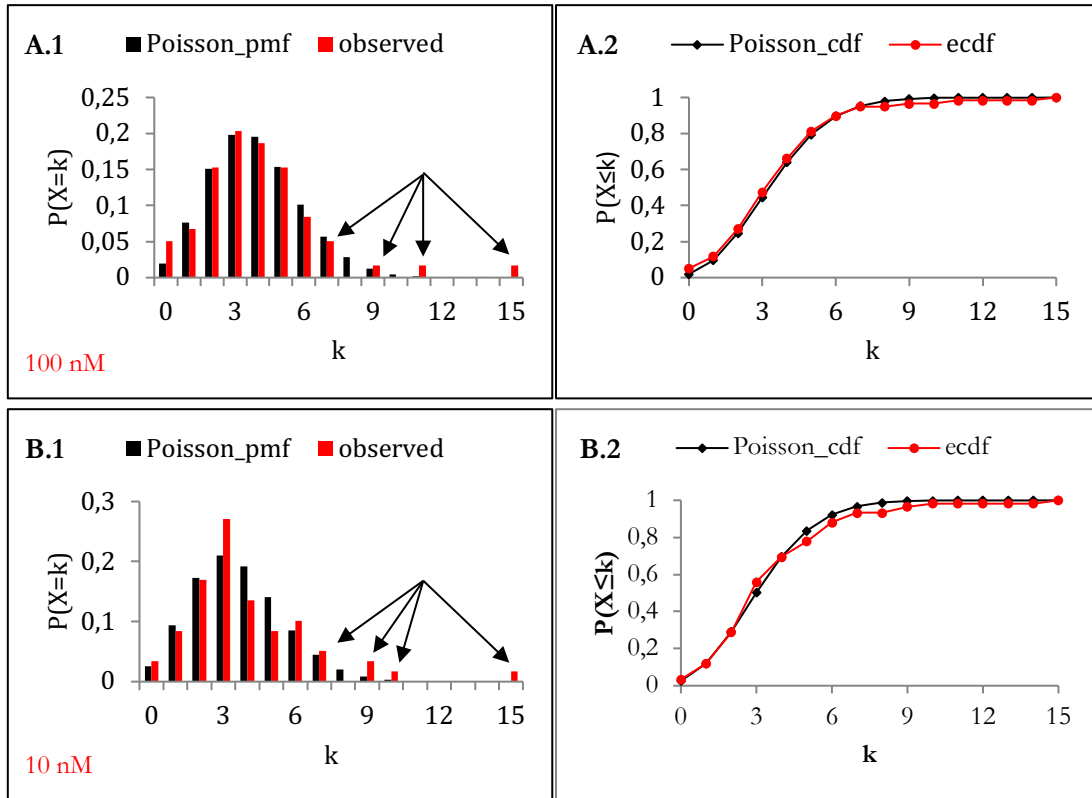 A.1 Poisson_pmf observed
P(X=k)
0,25
0,2
0,15
0,1
0,05
0
0 3 6 9 12 15
k
100 nM
A.2 Poisson_cdf ecdf
P(X≤k)
1
0,8
0,6
0,4
0,2
0
0 3 6 9 12 15
k
B.1 Poisson_pmf observed
P(X=k)
0,3
0,2
0,1
0
0 3 6 9 12 15
k
10 nM
B.2 Poisson_cdf ecdf
P(X≤k)
1
0,8
0,6
0,4
0,2
0
0 3 6 9 12 15
k